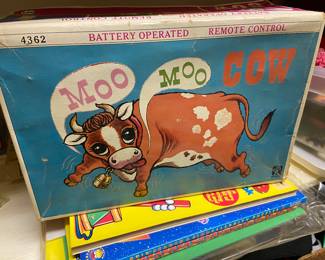 4362 BATTERY OPERATED REMOTE CONTROL
MOO MOO COW